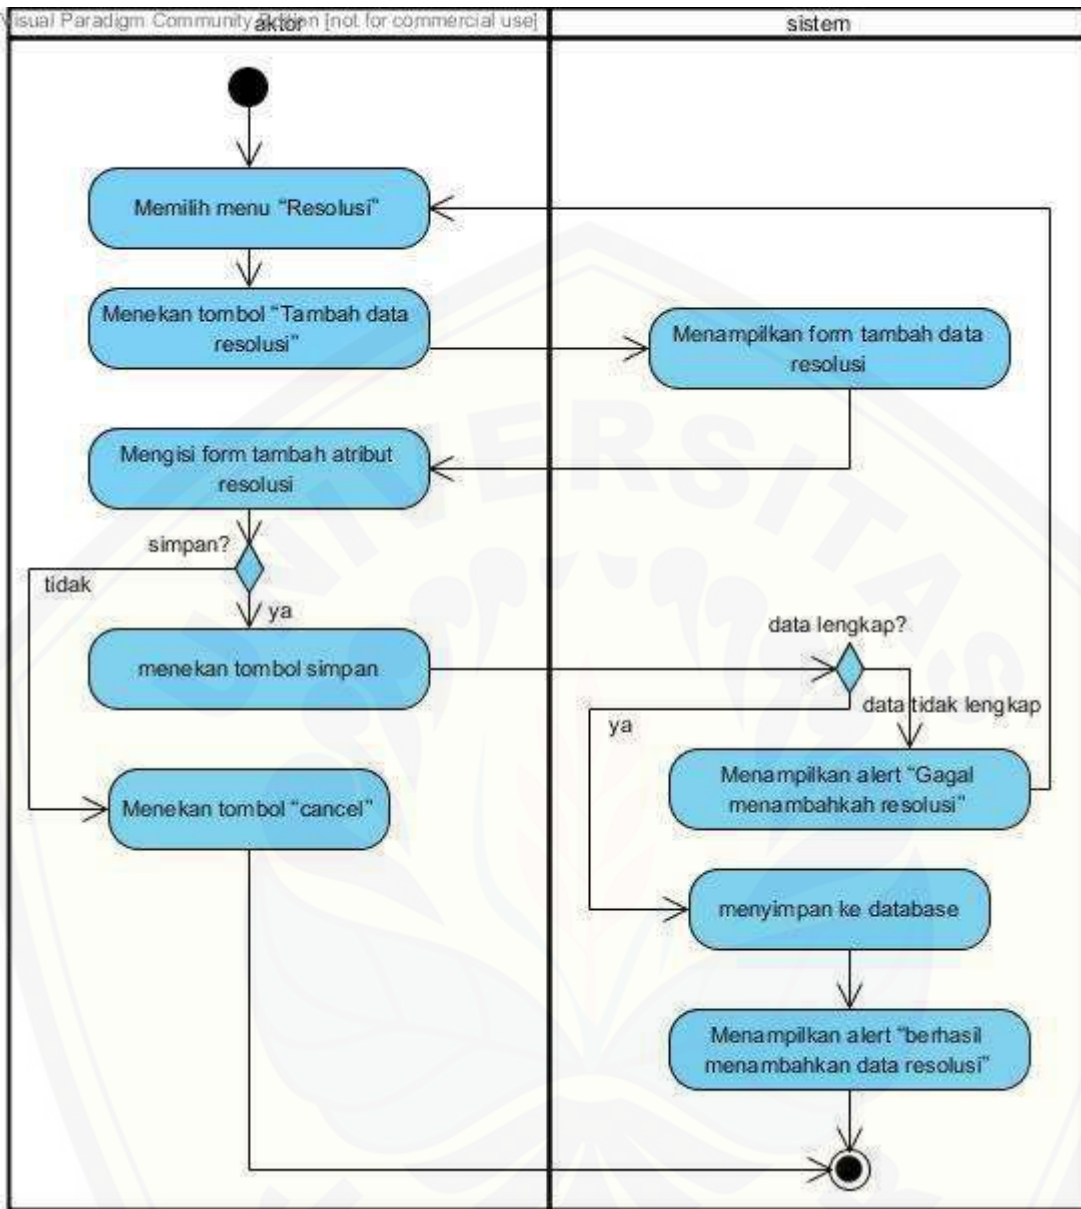 Visual Paradigm Community Edition [not for commercial use]
aktor
sistem
Memilih menu “Resolusi”
Menekan tombol “Tambah data
resolusi”
Menampilkan form tambah data
resolusi
Mengisi form tambah atribut
resolusi
simpan?
tidak
ya
menekan tombol simpan
data lengkap?
data tidak lengkap
ya
Menampilkan alert “Gagal
menambahkah resolusi”
Menekan tombol “cancel”
menyimpan ke database
Menampilkan alert “berhasil
menambahkan data resolusi”
UNIVERSITAS